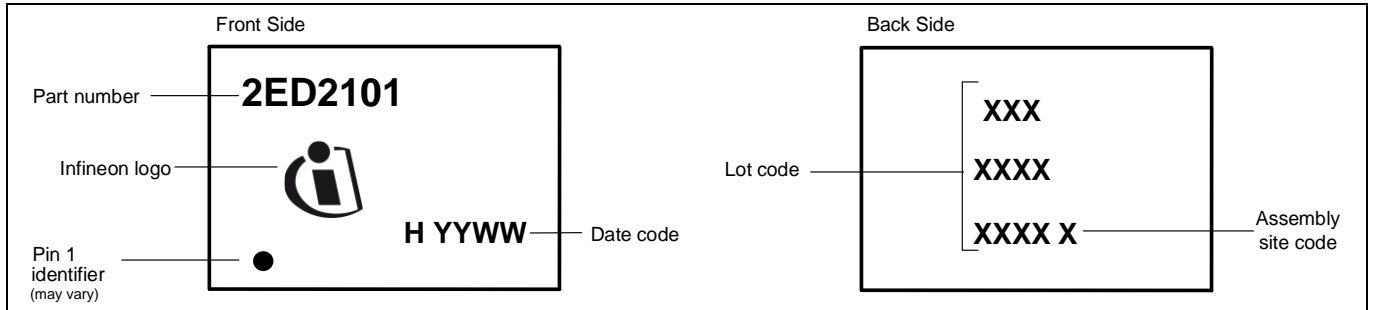 Front Side
Part number
2ED2101
Infineon logo
H YYWW
Date code
Pin 1
identifier
(may vary)
Back Side
XXX
Lot code
XXXX
XXXX X
Assembly
site code